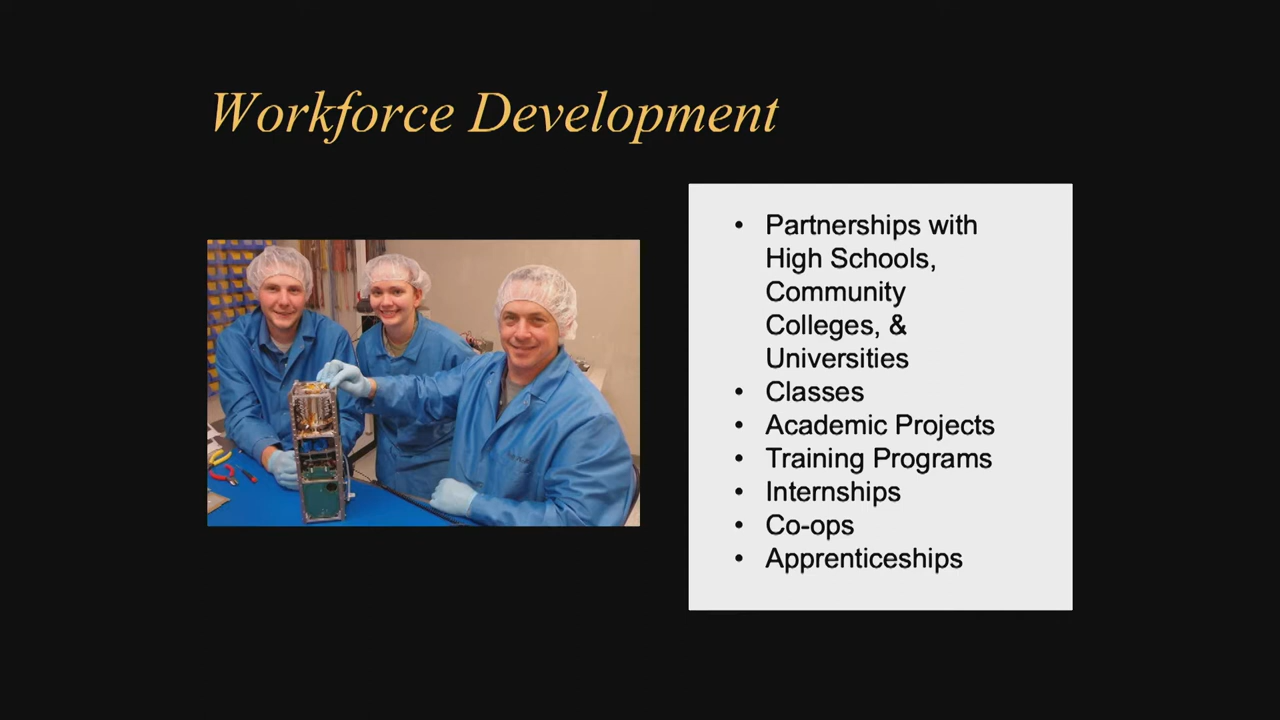 Workforce Development
• Partnerships with
High Schools,
Community
Colleges, &
Universities
• Classes
• Academic Projects
• Training Programs
• Internships
• Co-ops
• Apprenticeships